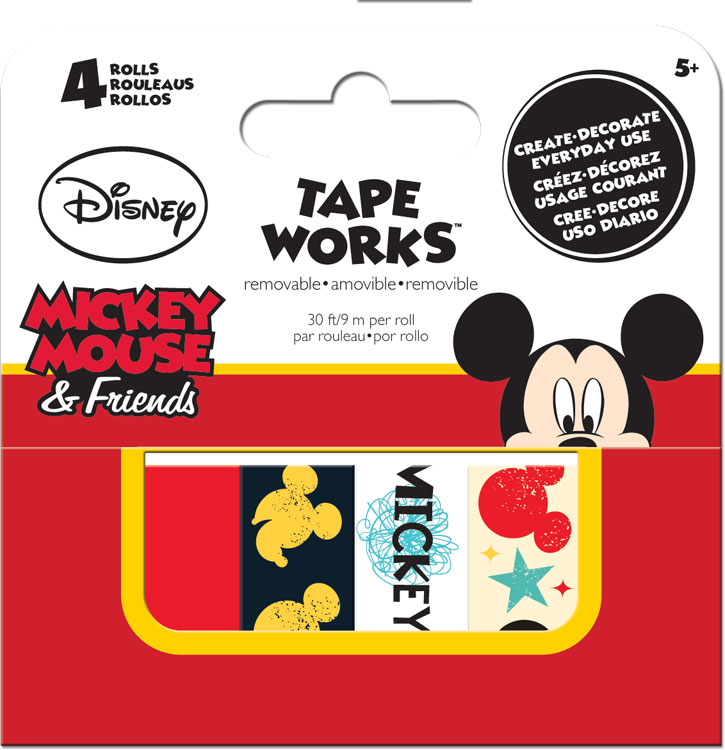 4 ROLLS
ROULEAUS
ROLLOS
5+
CREATE•DECORATE
EVERYDAY USE
CRÉEZ•DÉCOREZ
USAGE COURANT
CREE•DECORE
USO DIARIO
Disney
TAPE
WORKS™
removable•amovible•removible
30 ft/9 m per roll
par rouleau•por rollo
MICKEY
MOUSE
& Friends
MICKEY